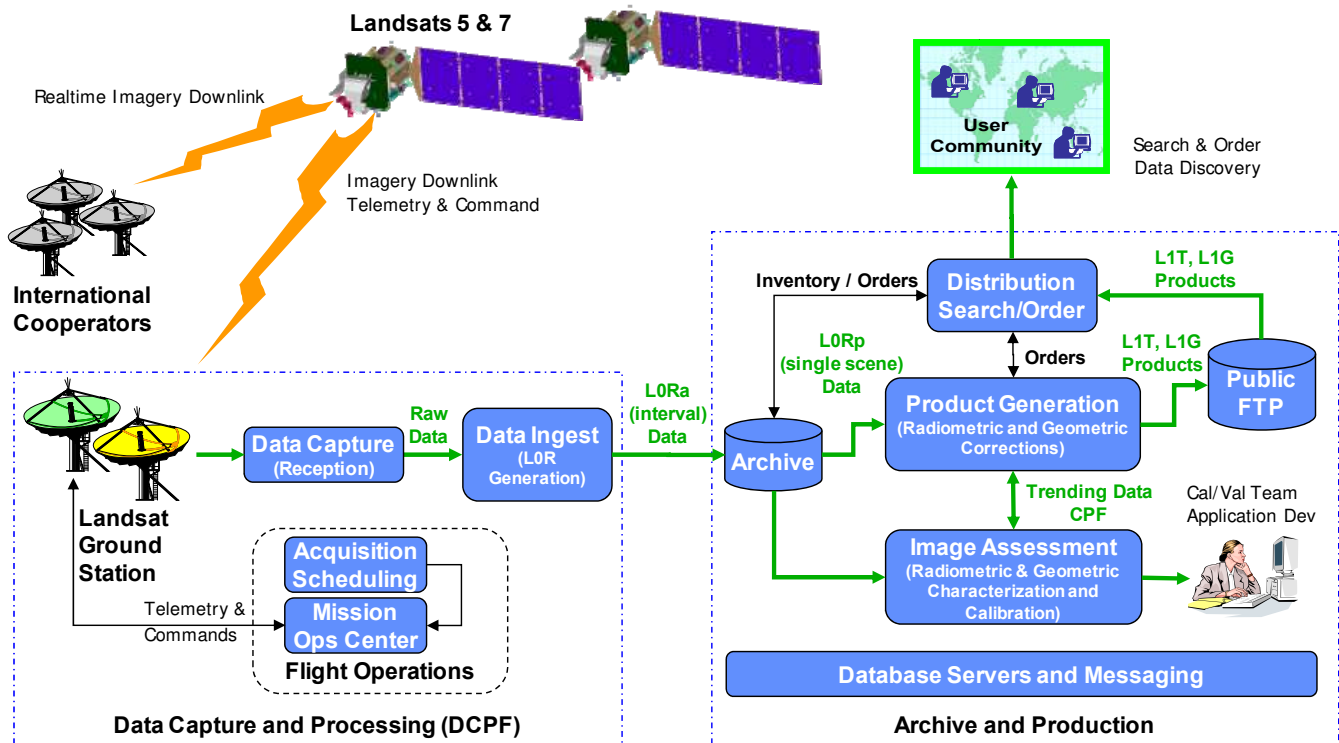 Landsats 5 & 7
Realtime Imagery Downlink
Imagery Downlink
Telemetry & Command
International
Cooperators
User
Community
Search & Order
Data Discovery
Inventory / Orders
Distribution
Search/Order
L1T, L1G
Products
L0Rp
(single scene)
Data
Orders
L1T, L1G
Products
Public
FTP
Product Generation
(Radiometric and Geometric
Corrections)
Raw
Data
L0Ra
(interval)
Data
Data Capture
(Reception)
Data Ingest
(L0R
Generation)
Archive
Trending Data
CPF
Cal/Val Team
Application Dev
Image Assessment
(Radiometric & Geometric
Characterization and
Calibration)
Landsat
Ground
Station
Acquisition
Scheduling
Telemetry &
Commands
Mission
Ops Center
Flight Operations
Database Servers and Messaging
Data Capture and Processing (DCPF)
Archive and Production